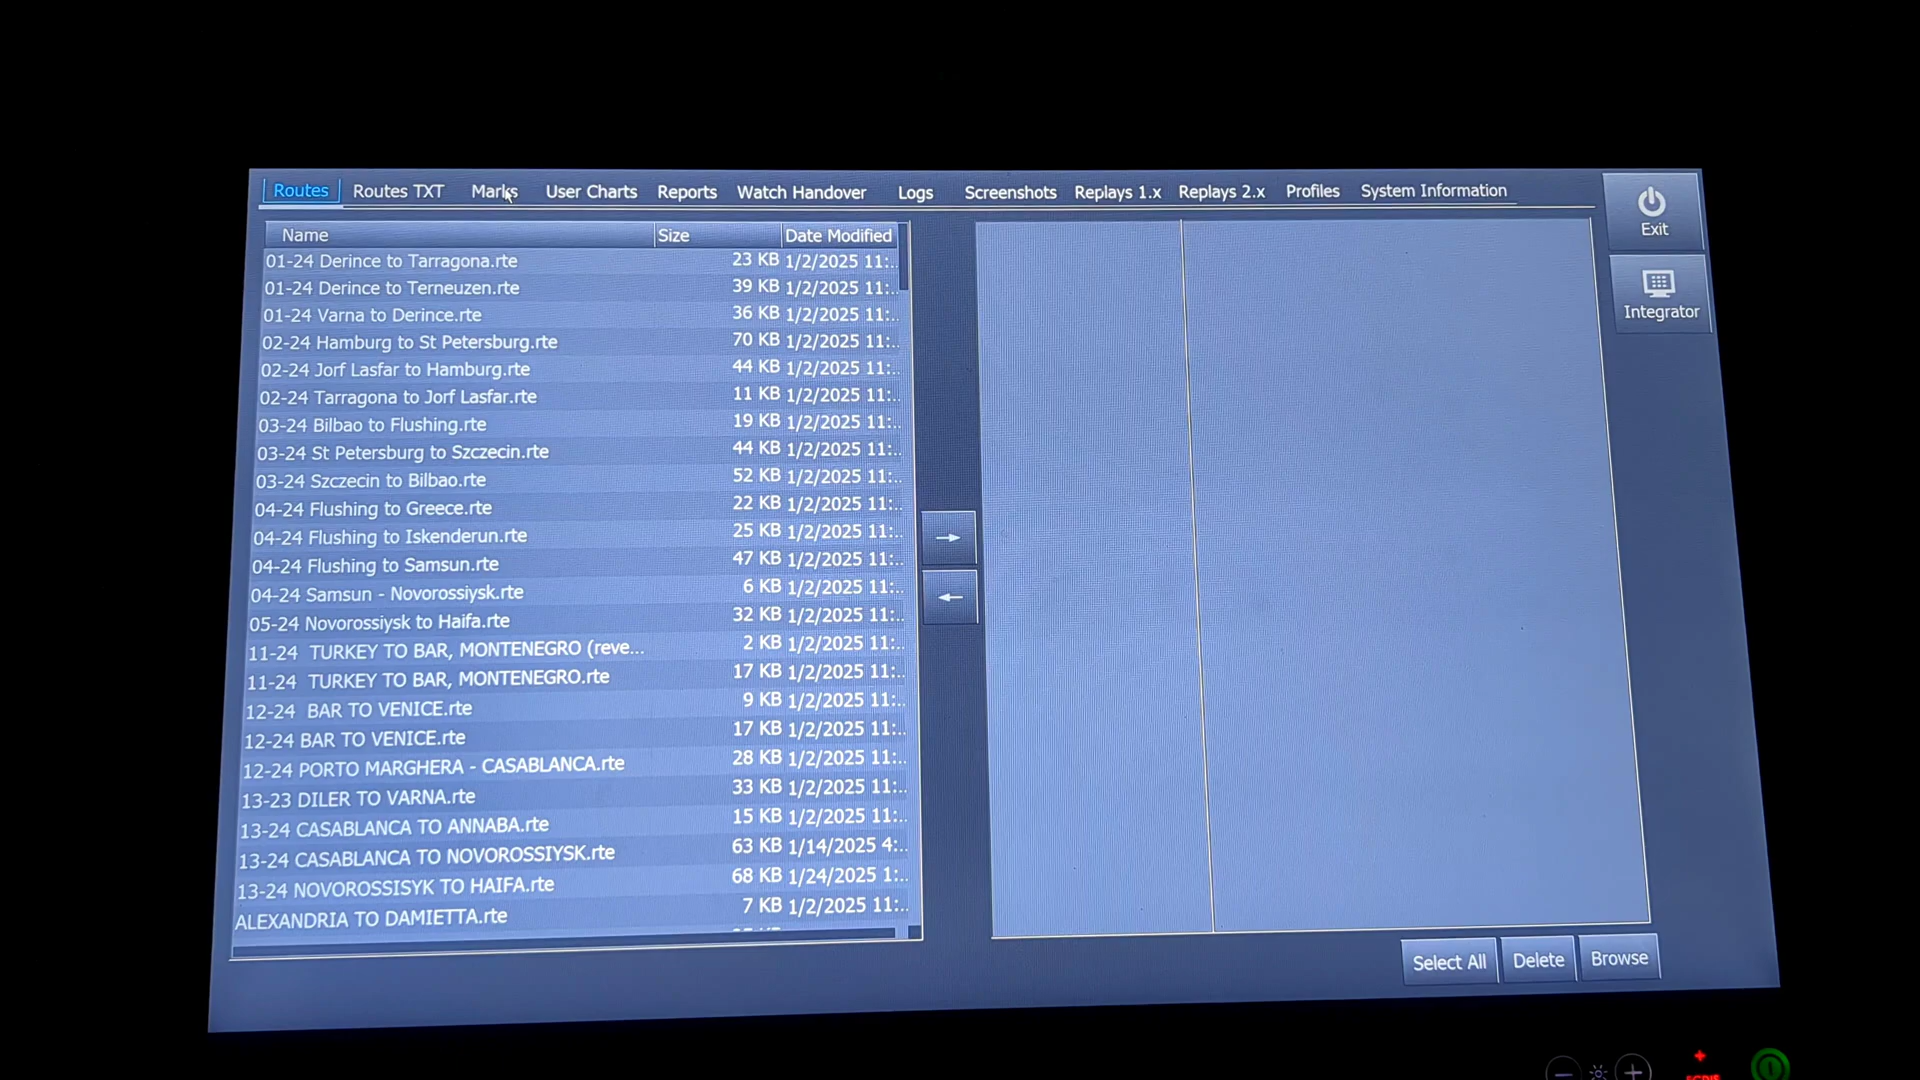 Routes Routes TXT Marks User Charts Reports Watch Handover Logs Screenshots Replays 1.x Replays 2.x Profiles System Information
Exit
Integrator
Name Size Date Modified
01-24 Derince to Tarragona.rte 23 KB 1/2/2025 11:..
01-24 Derince to Terneuzen.rte 39 KB 1/2/2025 11:..
01-24 Varna to Derince.rte 36 KB 1/2/2025 11:..
02-24 Hamburg to St Petersburg.rte 70 KB 1/2/2025 11:..
02-24 Jorf Lasfar to Hamburg.rte 44 KB 1/2/2025 11:..
02-24 Tarragona to Jorf Lasfar.rte 11 KB 1/2/2025 11:..
03-24 Bilbao to Flushing.rte 19 KB 1/2/2025 11:..
03-24 St Petersburg to Szczecin.rte 44 KB 1/2/2025 11:..
03-24 Szczecin to Bilbao.rte 52 KB 1/2/2025 11:..
04-24 Flushing to Greece.rte 22 KB 1/2/2025 11:..
04-24 Flushing to Iskenderun.rte 25 KB 1/2/2025 11:..
04-24 Flushing to Samsun.rte 47 KB 1/2/2025 11:..
04-24 Samsun - Novorossiysk.rte 6 KB 1/2/2025 11:..
05-24 Novorossiysk to Haifa.rte 32 KB 1/2/2025 11:..
11-24 TURKEY TO BAR, MONTENEGRO (reve... 2 KB 1/2/2025 11:..
11-24 TURKEY TO BAR, MONTENEGRO.rte 17 KB 1/2/2025 11:..
12-24 BAR TO VENICE.rte 9 KB 1/2/2025 11:..
12-24 BAR TO VENICE.rte 17 KB 1/2/2025 11:..
12-24 PORTO MARGHERA - CASABLANCA.rte 28 KB 1/2/2025 11:..
13-23 DILER TO VARNA.rte 33 KB 1/2/2025 11:..
13-24 CASABLANCA TO ANNABA.rte 15 KB 1/2/2025 11:..
13-24 CASABLANCA TO NOVOROSSIYSK.rte 63 KB 1/14/2025 4:..
13-24 NOVOROSSISYK TO HAIFA.rte 68 KB 1/24/2025 1:..
ALEXANDRIA TO DAMIETTA.rte 7 KB 1/2/2025 11:..
Select All Delete Browse